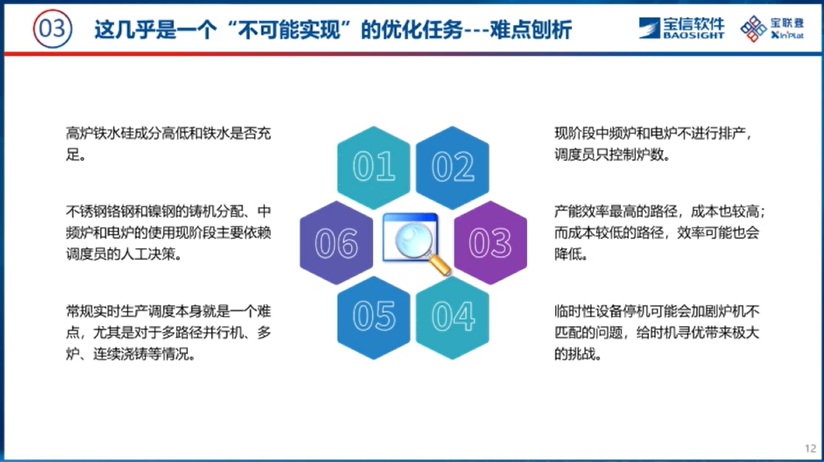 03
这几乎是一个“不可能实现”的优化任务---难点刨析
宝信软件
BAOSIGHT
宝联登
xIn³Plat
高炉铁水硅成分高低和铁水是否充
足。
01
02
现阶段中频炉和电炉不进行排产，
调度员只控制炉数。
不锈钢铬钢和镍钢的铸机分配、中
频炉和电炉的使用现阶段主要依赖
调度员的人工决策。
06
03
产能效率最高的路径，成本也较高；
而成本较低的路径，效率可能也会
降低。
常规实时生产调度本身就是一个难
点，尤其是对于多路径并行机、多
炉、连续浇铸等情况。
05
04
临时性设备停机可能会加剧炉机不
匹配的问题，给时机寻优带来极大
的挑战。
12